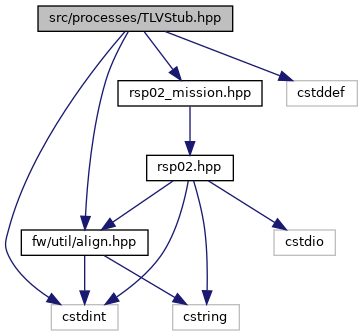 src/processes/TLVStub.hpp
rsp02_mission.hpp
cstddef
rsp02.hpp
fw/util/align.hpp
cstdio
cstdint
cstring